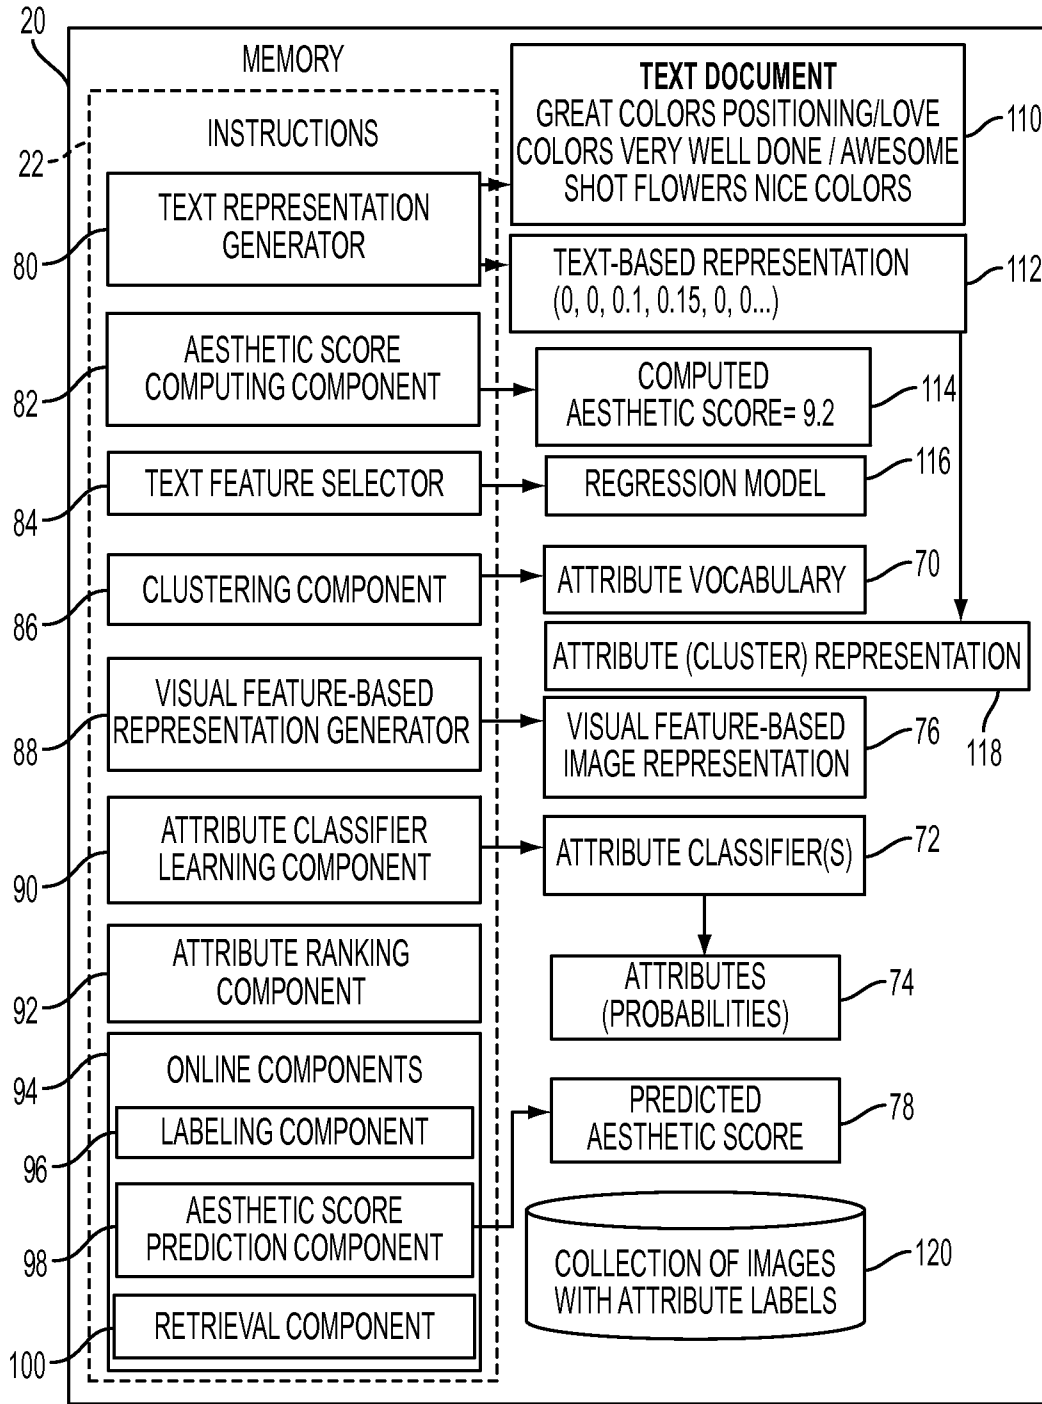 20
MEMORY
22
INSTRUCTIONS
TEXT DOCUMENT
GREAT COLORS POSITIONING/LOVE
COLORS VERY WELL DONE / AWESOME
SHOT FLOWERS NICE COLORS
110
TEXT REPRESENTATION
GENERATOR
80
TEXT-BASED REPRESENTATION
(0, 0, 0.1, 0.15, 0, 0...)
112
AESTHETIC SCORE
COMPUTING COMPONENT
82
COMPUTED
AESTHETIC SCORE= 9.2
114
TEXT FEATURE SELECTOR
84
REGRESSION MODEL
116
CLUSTERING COMPONENT
86
ATTRIBUTE VOCABULARY
70
ATTRIBUTE (CLUSTER) REPRESENTATION
118
VISUAL FEATURE-BASED
REPRESENTATION GENERATOR
88
VISUAL FEATURE-BASED
IMAGE REPRESENTATION
76
ATTRIBUTE CLASSIFIER
LEARNING COMPONENT
90
ATTRIBUTE CLASSIFIER(S)
72
ATTRIBUTE RANKING
COMPONENT
92
ATTRIBUTES
(PROBABILITIES)
74
94
ONLINE COMPONENTS
LABELING COMPONENT
96
PREDICTED
AESTHETIC SCORE
78
AESTHETIC SCORE
PREDICTION COMPONENT
98
COLLECTION OF IMAGES
WITH ATTRIBUTE LABELS
120
RETRIEVAL COMPONENT
100